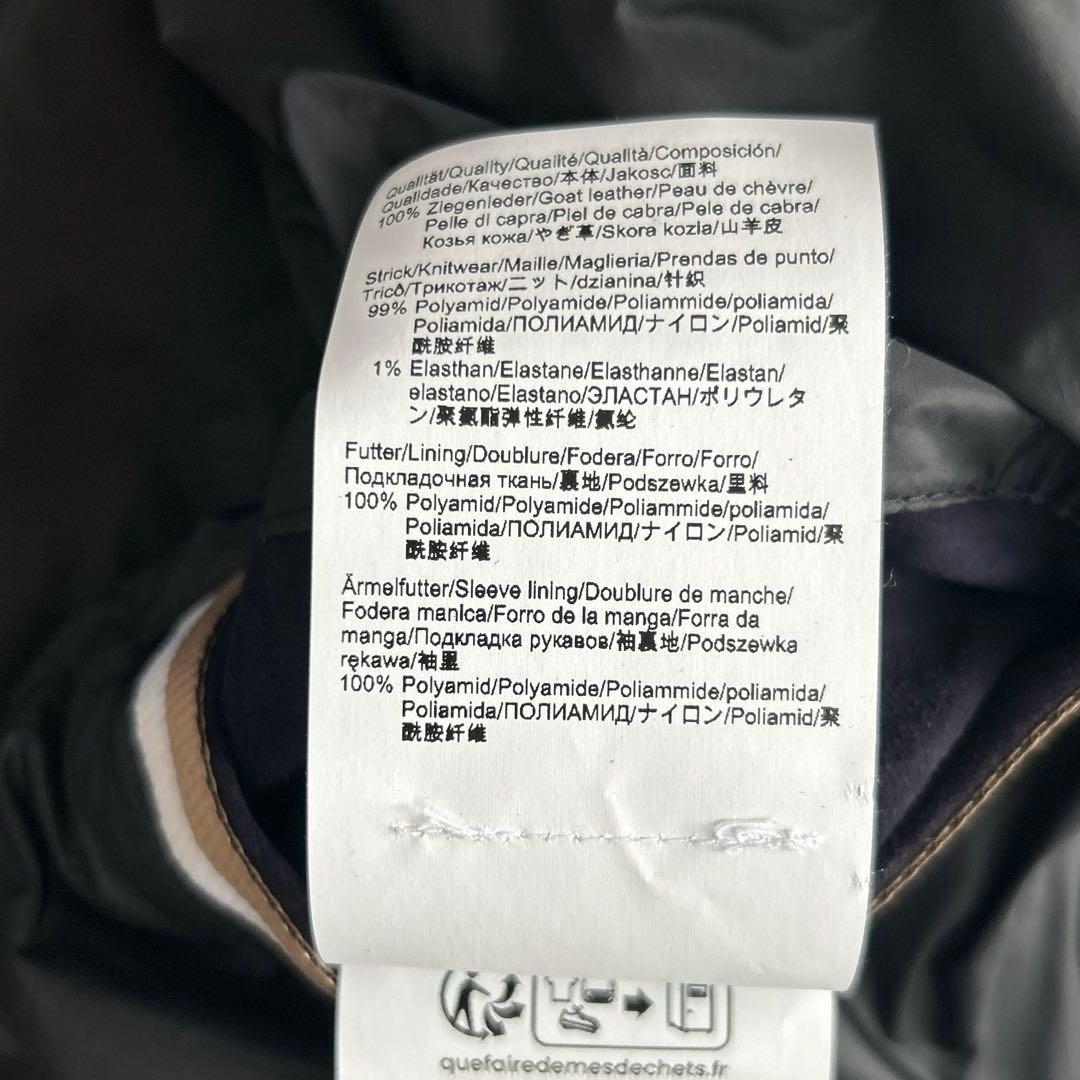 Qualität/Quality/Qualité/Qualità/Composición/
Qualidade/Качество/本体/Jakosc/面料
100% Ziegenleder/Goat leather/Peau de chèvre/
Pelle di capra/Piel de cabra/Pele de cabra/
Козья кожа/やぎ革/Skora kozla/山羊皮
Strick/Knitwear/Maille/Maglieria/Prendas de punto/
Tricô/Трикотаж/ニット/dzianina/针织
99% Polyamid/Polyamide/Poliammide/poliamida/
Poliamida/ПОЛИАМИД/ナイロン/Poliamid/聚
酰胺纤维
1% Elasthan/Elastane/Elasthanne/Elastan/
elastano/Elastano/ЭЛАСТАН/ポリウレタ
ン/聚氨酯弹性纤维/氨纶
Futter/Lining/Doublure/Fodera/Forro/Forro/
Подкладочная ткань/裏地/Podszewka/里料
100% Polyamid/Polyamide/Poliammide/poliamida/
Poliamida/ПОЛИАМИД/ナイロン/Poliamid/聚
酰胺纤维
Ärmelfutter/Sleeve lining/Doublure de manche/
Fodera manica/Forro de la manga/Forra da
manga/Подкладка рукавов/袖裏地/Podszewka
rękawa/袖里
100% Polyamid/Polyamide/Poliammide/poliamida/
Poliamida/ПОЛИАМИД/ナイロン/Poliamid/聚
酰胺纤维
quefairedemesdechets.fr